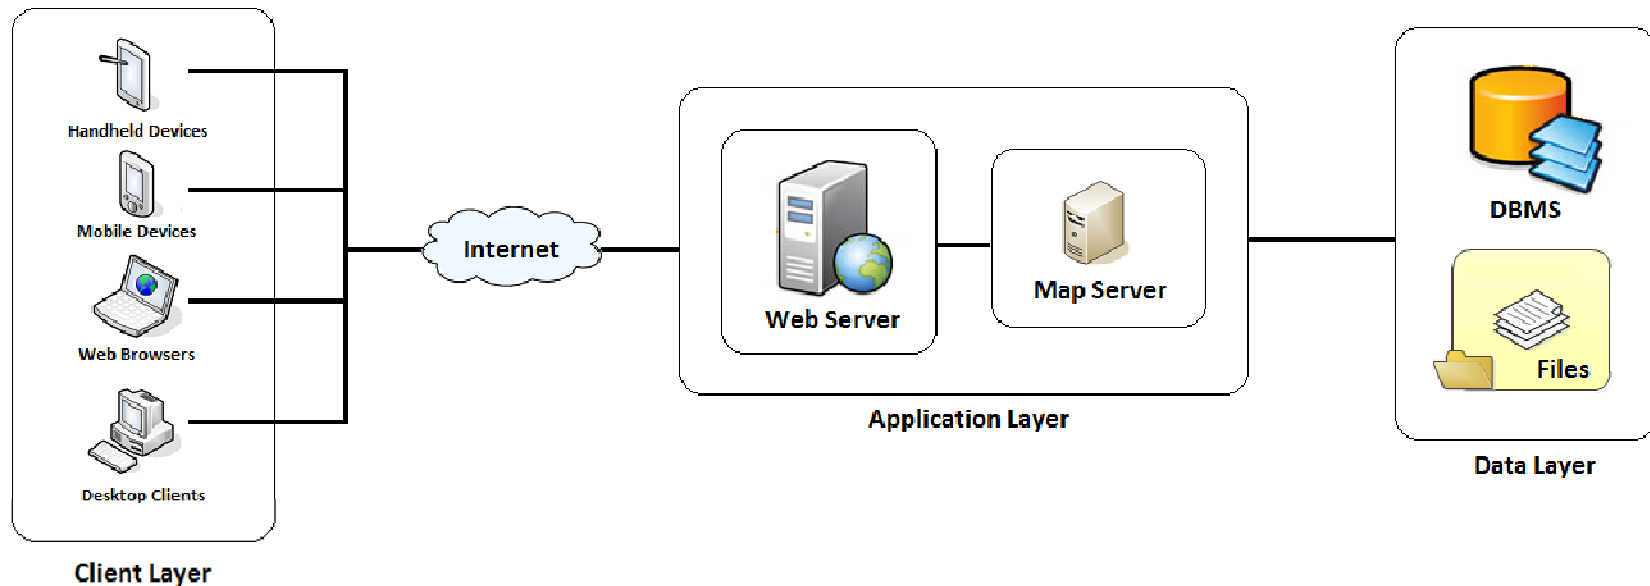 Handheld Devices
Mobile Devices
Web Browsers
Desktop Clients
Client Layer
Internet
Web Server
Map Server
Application Layer
DBMS
Files
Data Layer